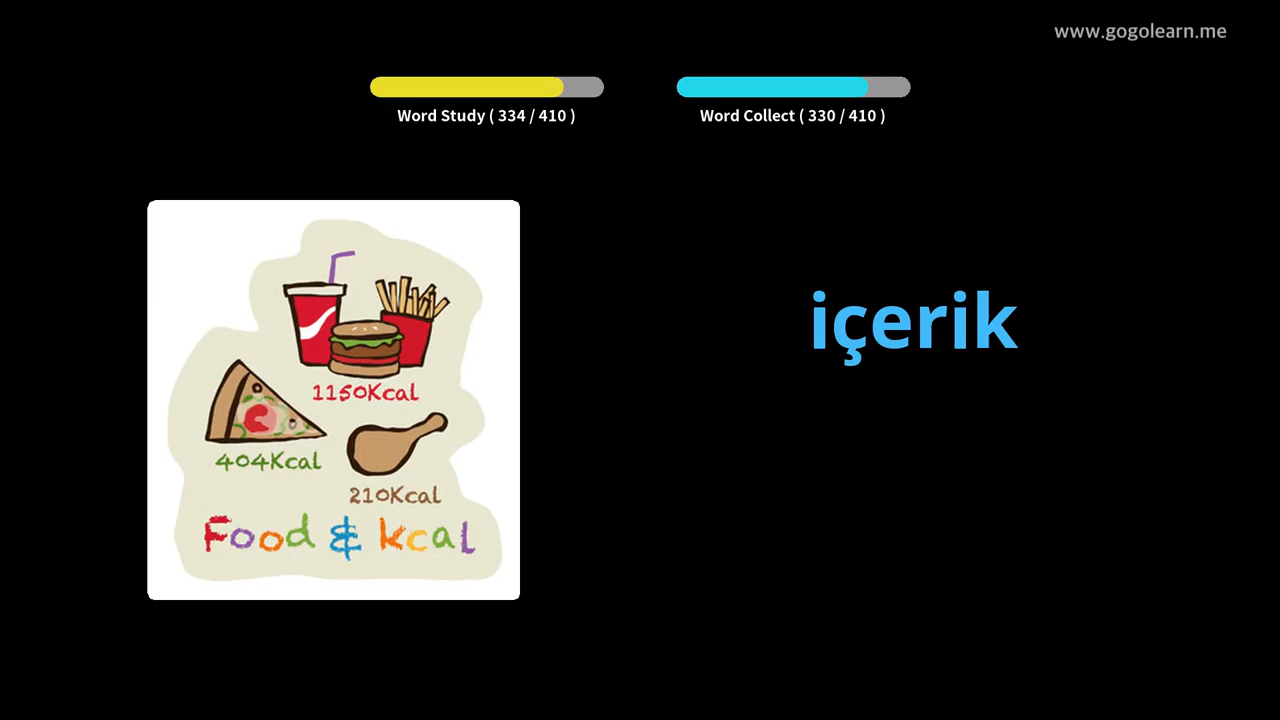 www.gogolearn.me
Word Study ( 334 / 410 )
Word Collect ( 330 / 410 )
içerik
1150Kcal
404Kcal
210Kcal
Food & kcal